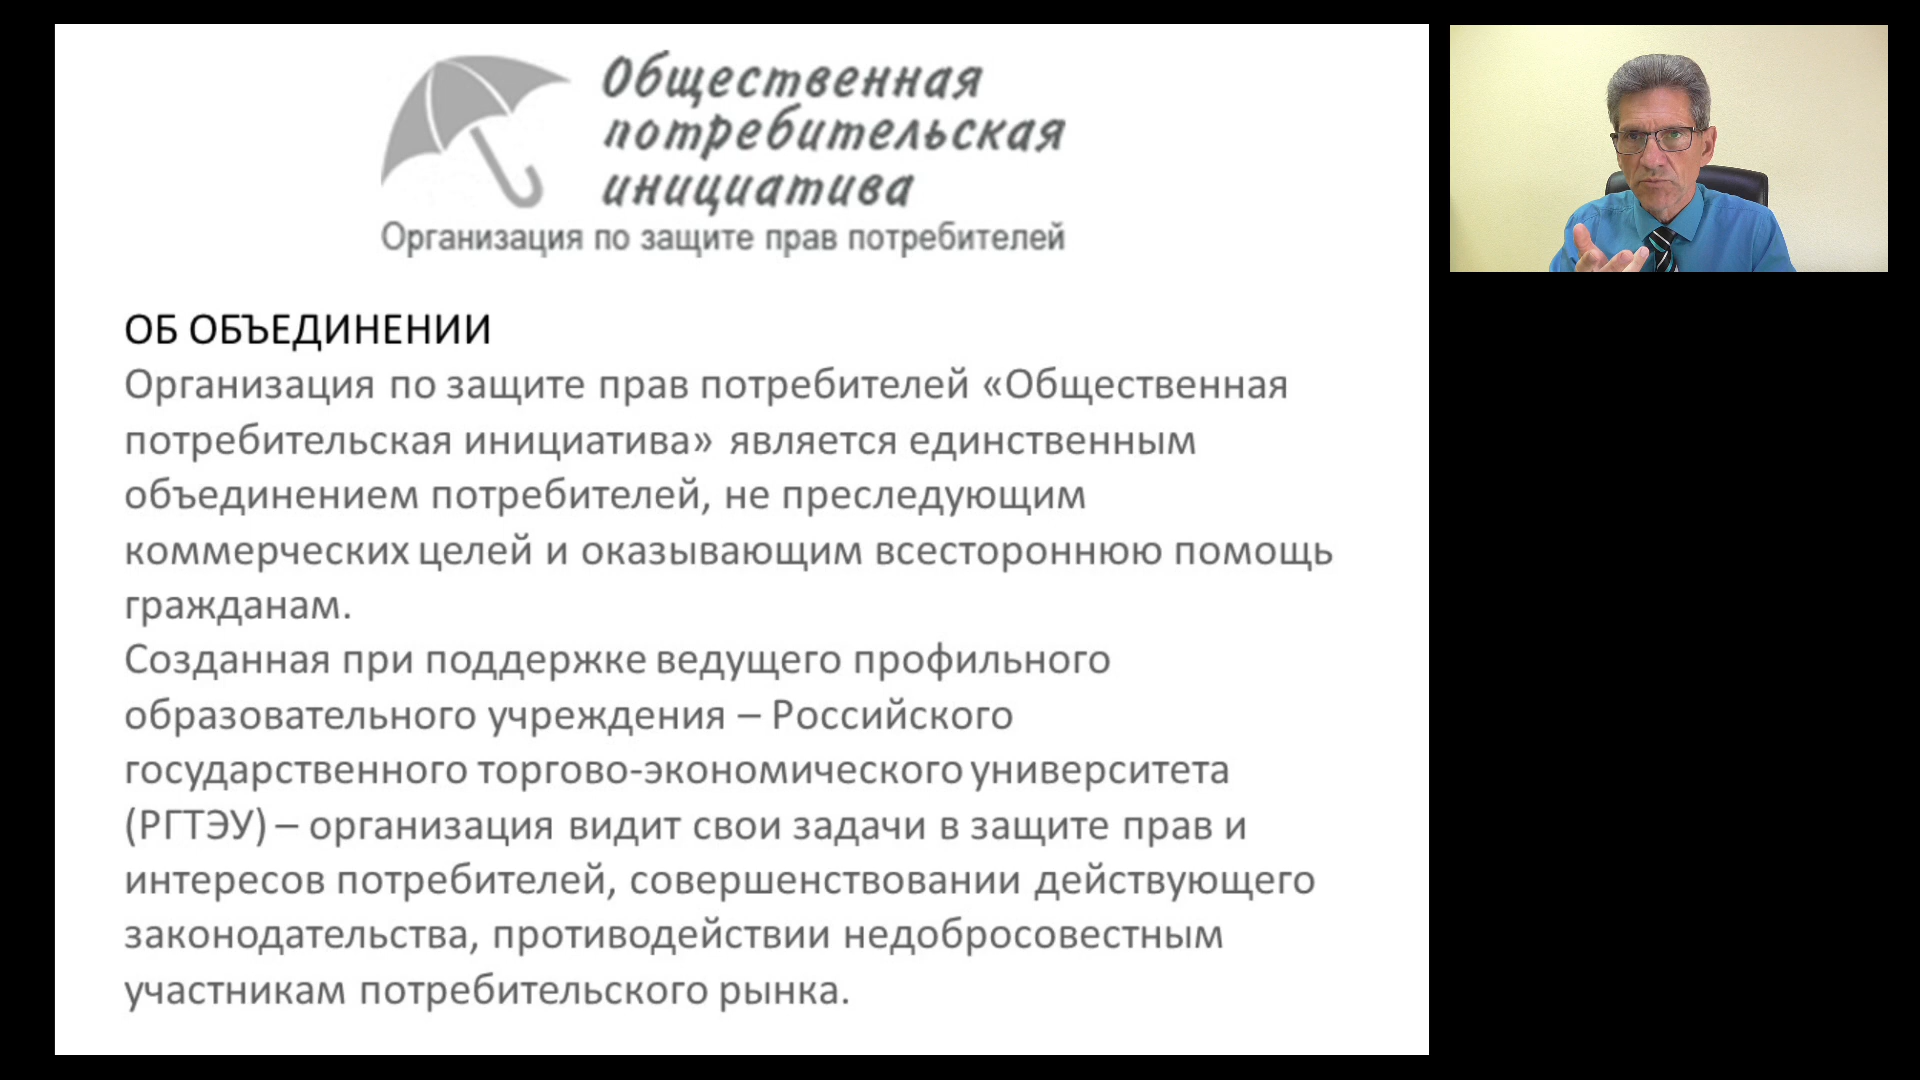 Общественная
потребительская
инициатива
Организация по защите прав потребителей
ОБ ОБЪЕДИНЕНИИ
Организация по защите прав потребителей «Общественная
потребительская инициатива» является единственным
объединением потребителей, не преследующим
коммерческих целей и оказывающим всестороннюю помощь
гражданам.
Созданная при поддержке ведущего профильного
образовательного учреждения – Российского
государственного торгово-экономического университета
(РГТЭУ) – организация видит свои задачи в защите прав и
интересов потребителей, совершенствовании действующего
законодательства, противодействии недобросовестным
участникам потребительского рынка.